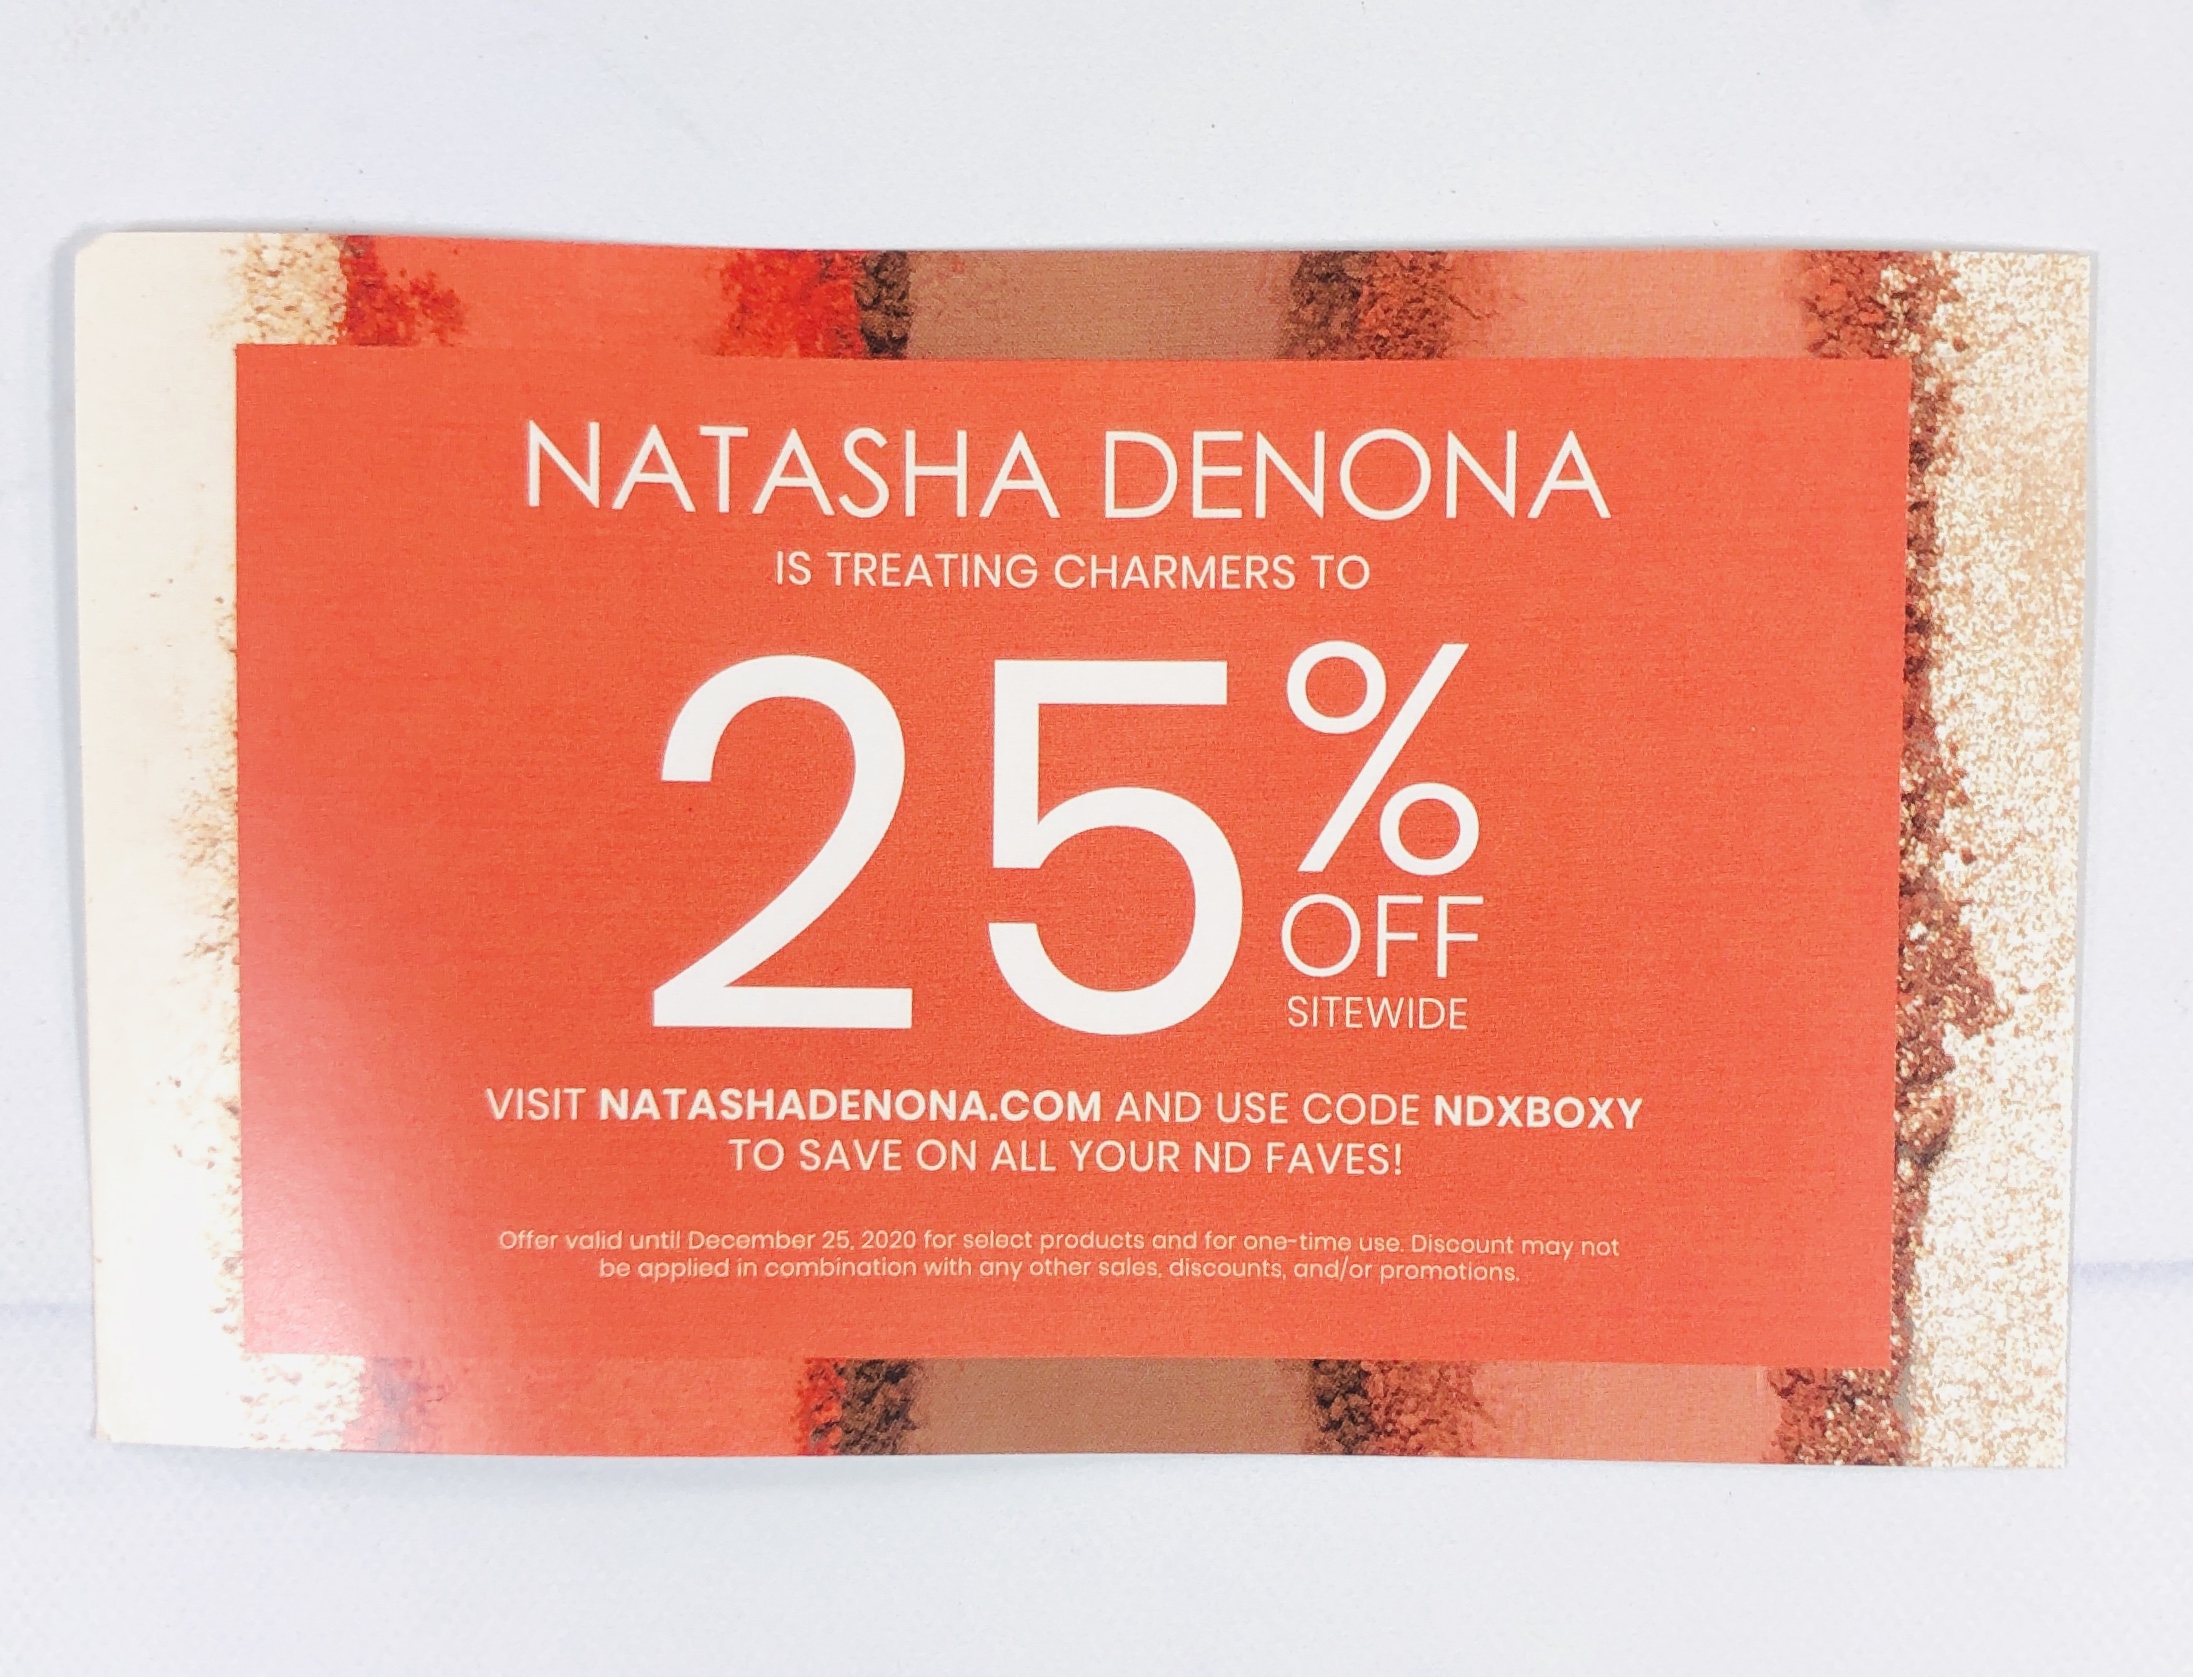 NATASHA DENONA
IS TREATING CHARMERS TO
25%
OFF
SITEWIDE
VISIT NATASHADENONA.COM AND USE CODE NDXBOXY
TO SAVE ON ALL YOUR ND FAVES!
Offer valid until December 25, 2020 for select products and for one-time use. Discount may not
be applied in combination with any other sales, discounts, and/or promotions.